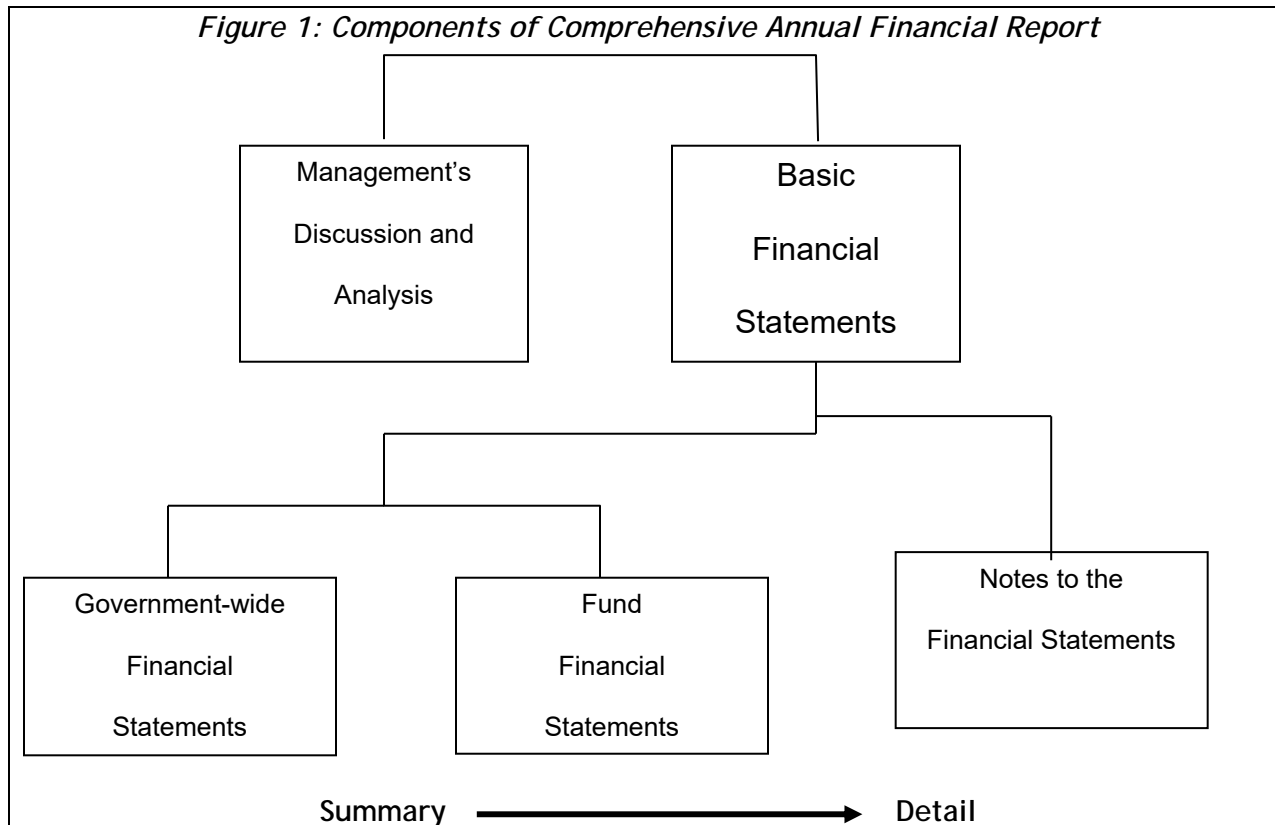 Figure 1: Components of Comprehensive Annual Financial Report
Management’s
Discussion and
Analysis
Basic
Financial
Statements
Government-wide
Financial
Statements
Fund
Financial
Statements
Notes to the
Financial Statements
Summary
Detail